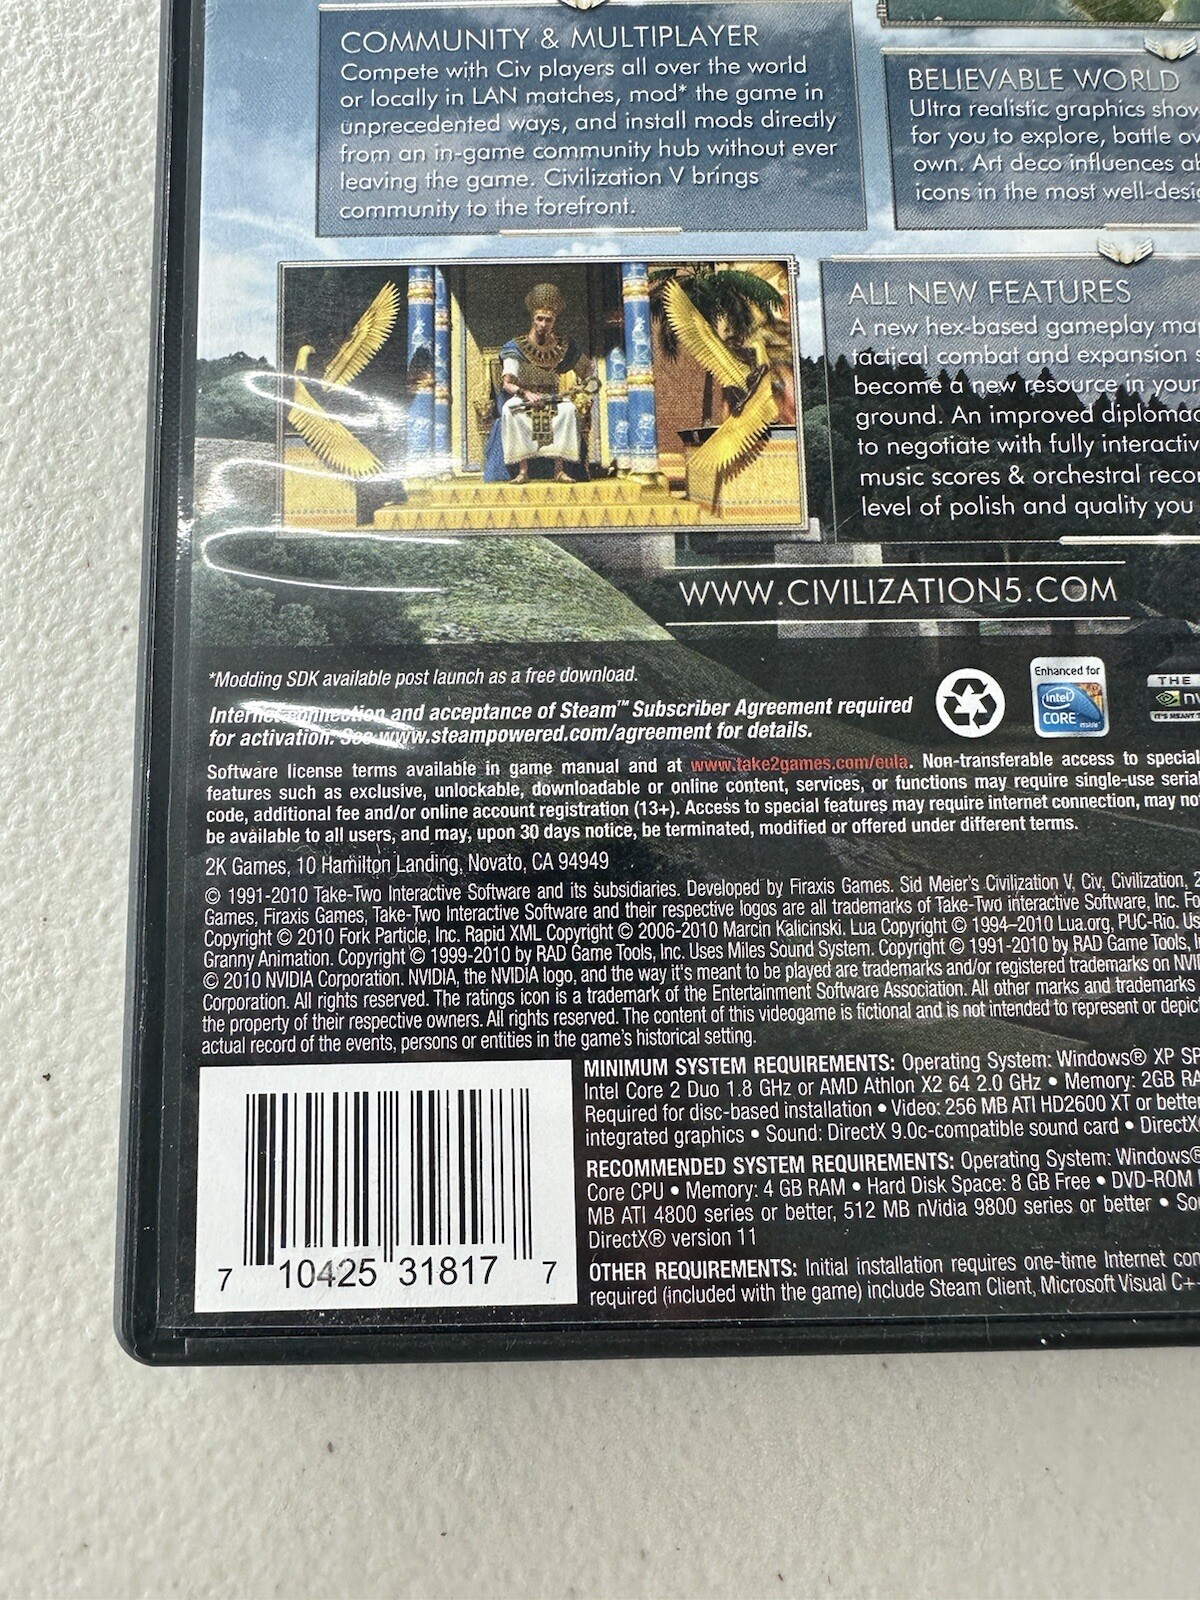 COMMUNITY & MULTIPLAYER
Compete with Civ players all over the world
or locally in LAN matches, mod* the game in
unprecedented ways, and install mods directly
from an in-game community hub without ever
leaving the game. Civilization V brings
community to the forefront.
BELIEVABLE WORLD
Ultra realistic graphics
for you to explore, battle
own. Art deco influences
icons in the most
ALL NEW FEATURES
A new hex-based gameplay
tactical combat and expansion
become a new resource in your
ground. An improved
to negotiate with fully
music scores & orchestral
level of polish and quality you
WWW.CIVILIZATION5.COM
*Modding SDK available post launch as a free download.
Internet connection and acceptance of Steam™ Subscriber Agreement required
for activation. See www.steampowered.com/agreement for details.
Enhanced for
intel
CORE
inside
THE
Software license terms available in game manual and at www.take2games.com/eula. Non-transferable access to special
features such as exclusive, unlockable, downloadable or online content, services, or functions may require single-use serial
code, additional fee and/or online account registration (13+). Access to special features may require internet connection, may not
be available to all users, and may, upon 30 days notice, be terminated, modified or offered under different terms.
2K Games, 10 Hamilton Landing, Novato, CA 94949
© 1991-2010 Take-Two Interactive Software and its subsidiaries. Developed by Firaxis Games. Sid Meier's Civilization V, Civ, Civilization,
Games, Firaxis Games, Take-Two Interactive Software and their respective logos are all trademarks of Take-Two interactive Software, Inc.
Copyright © 2010 Fork Particle, Inc. Rapid XML Copyright © 2006-2010 Marcin Kalicinski. Lua Copyright © 1994–2010 Lua.org, PUC-Rio.
Granny Animation. Copyright © 1999-2010 by RAD Game Tools, Inc. Uses Miles Sound System. Copyright © 1991-2010 by RAD Game Tools,
© 2010 NVIDIA Corporation. NVIDIA, the NVIDIA logo, and the way it's meant to be played are trademarks and/or registered trademarks on
Corporation. All rights reserved. The ratings icon is a trademark of the Entertainment Software Association. All other marks and trademarks
the property of their respective owners. All rights reserved. The content of this videogame is fictional and is not intended to represent or
actual record of the events, persons or entities in the game's historical setting.
MINIMUM SYSTEM REQUIREMENTS: Operating System: Windows® XP
Intel Core 2 Duo 1.8 GHz or AMD Athlon X2 64 2.0 GHz • Memory: 2GB
Required for disc-based installation • Video: 256 MB ATI HD2600 XT or better
integrated graphics • Sound: DirectX 9.0c-compatible sound card •
RECOMMENDED SYSTEM REQUIREMENTS: Operating System: Windows®
Core CPU • Memory: 4 GB RAM • Hard Disk Space: 8 GB Free • DVD-ROM
MB ATI 4800 series or better, 512 MB nVidia 9800 series or better •
DirectX® version 11
OTHER REQUIREMENTS: Initial installation requires one-time Internet
required (included with the game) include Steam Client, Microsoft Visual
7 10425 31817 7